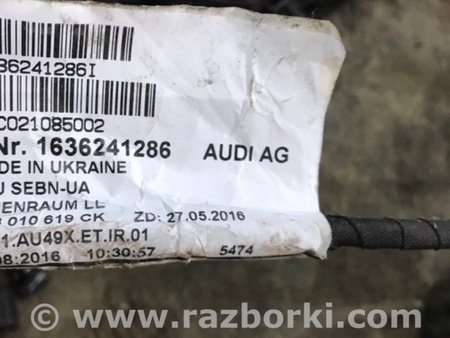 36241286I
C021085002
Nr. 1636241286 AUDI AG
DE IN UKRAINE
U SEBN-UA
ENRAUM LL
010 619 CK ZD: 27.05.2016
1.AU49X.ET.IR.01
08:2016 10:30:57 5474
www.razborki.com